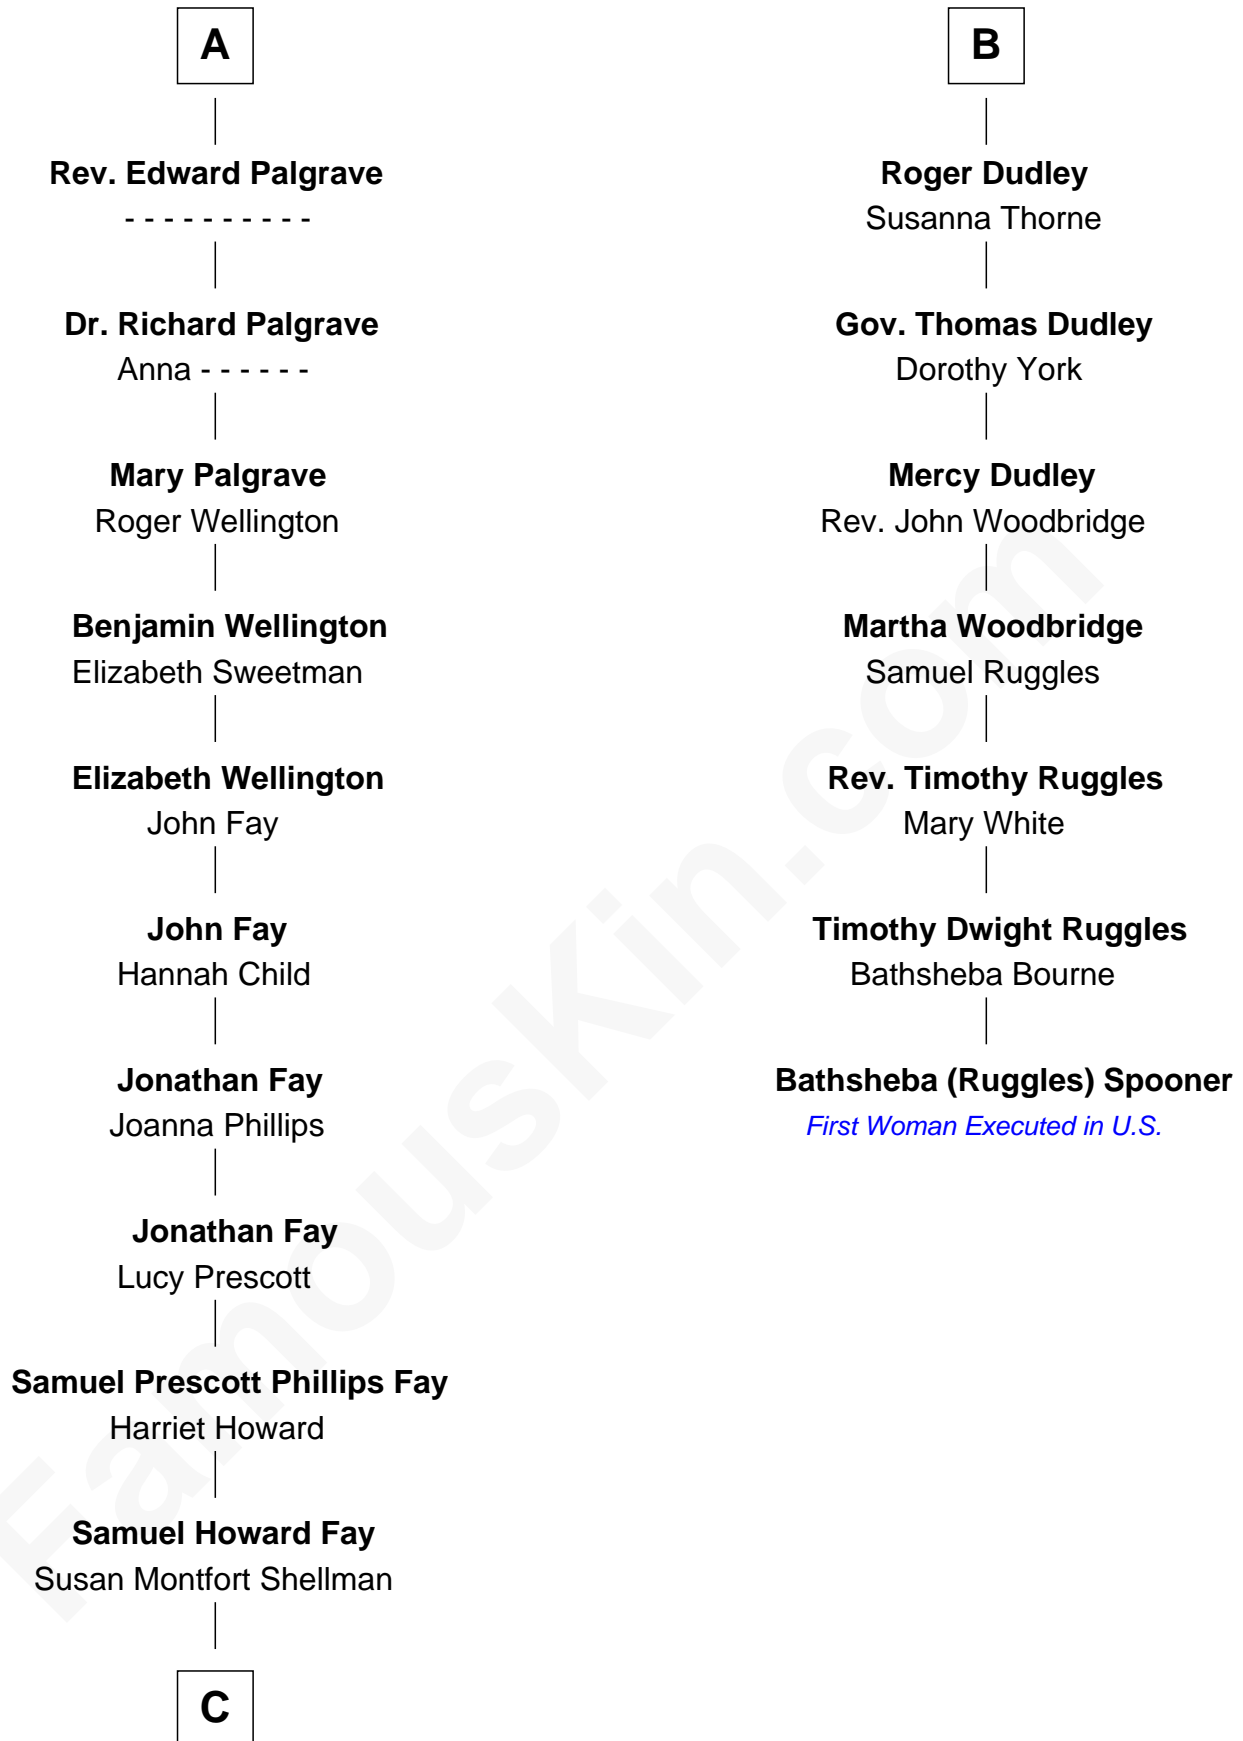 A
Rev. Edward Palgrave
- - - - - - - - - -
Dr. Richard Palgrave
Anna - - - - - -
Mary Palgrave
Roger Wellington
Benjamin Wellington
Elizabeth Sweetman
Elizabeth Wellington
John Fay
John Fay
Hannah Child
Jonathan Fay
Joanna Phillips
Jonathan Fay
Lucy Prescott
Samuel Prescott Phillips Fay
Harriet Howard
Samuel Howard Fay
Susan Montfort Shellman
C
B
Roger Dudley
Susanna Thorne
Gov. Thomas Dudley
Dorothy York
Mercy Dudley
Rev. John Woodbridge
Martha Woodbridge
Samuel Ruggles
Rev. Timothy Ruggles
Mary White
Timothy Dwight Ruggles
Bathsheba Bourne
Bathsheba (Ruggles) Spooner
First Woman Executed in U.S.
FamousKin.com